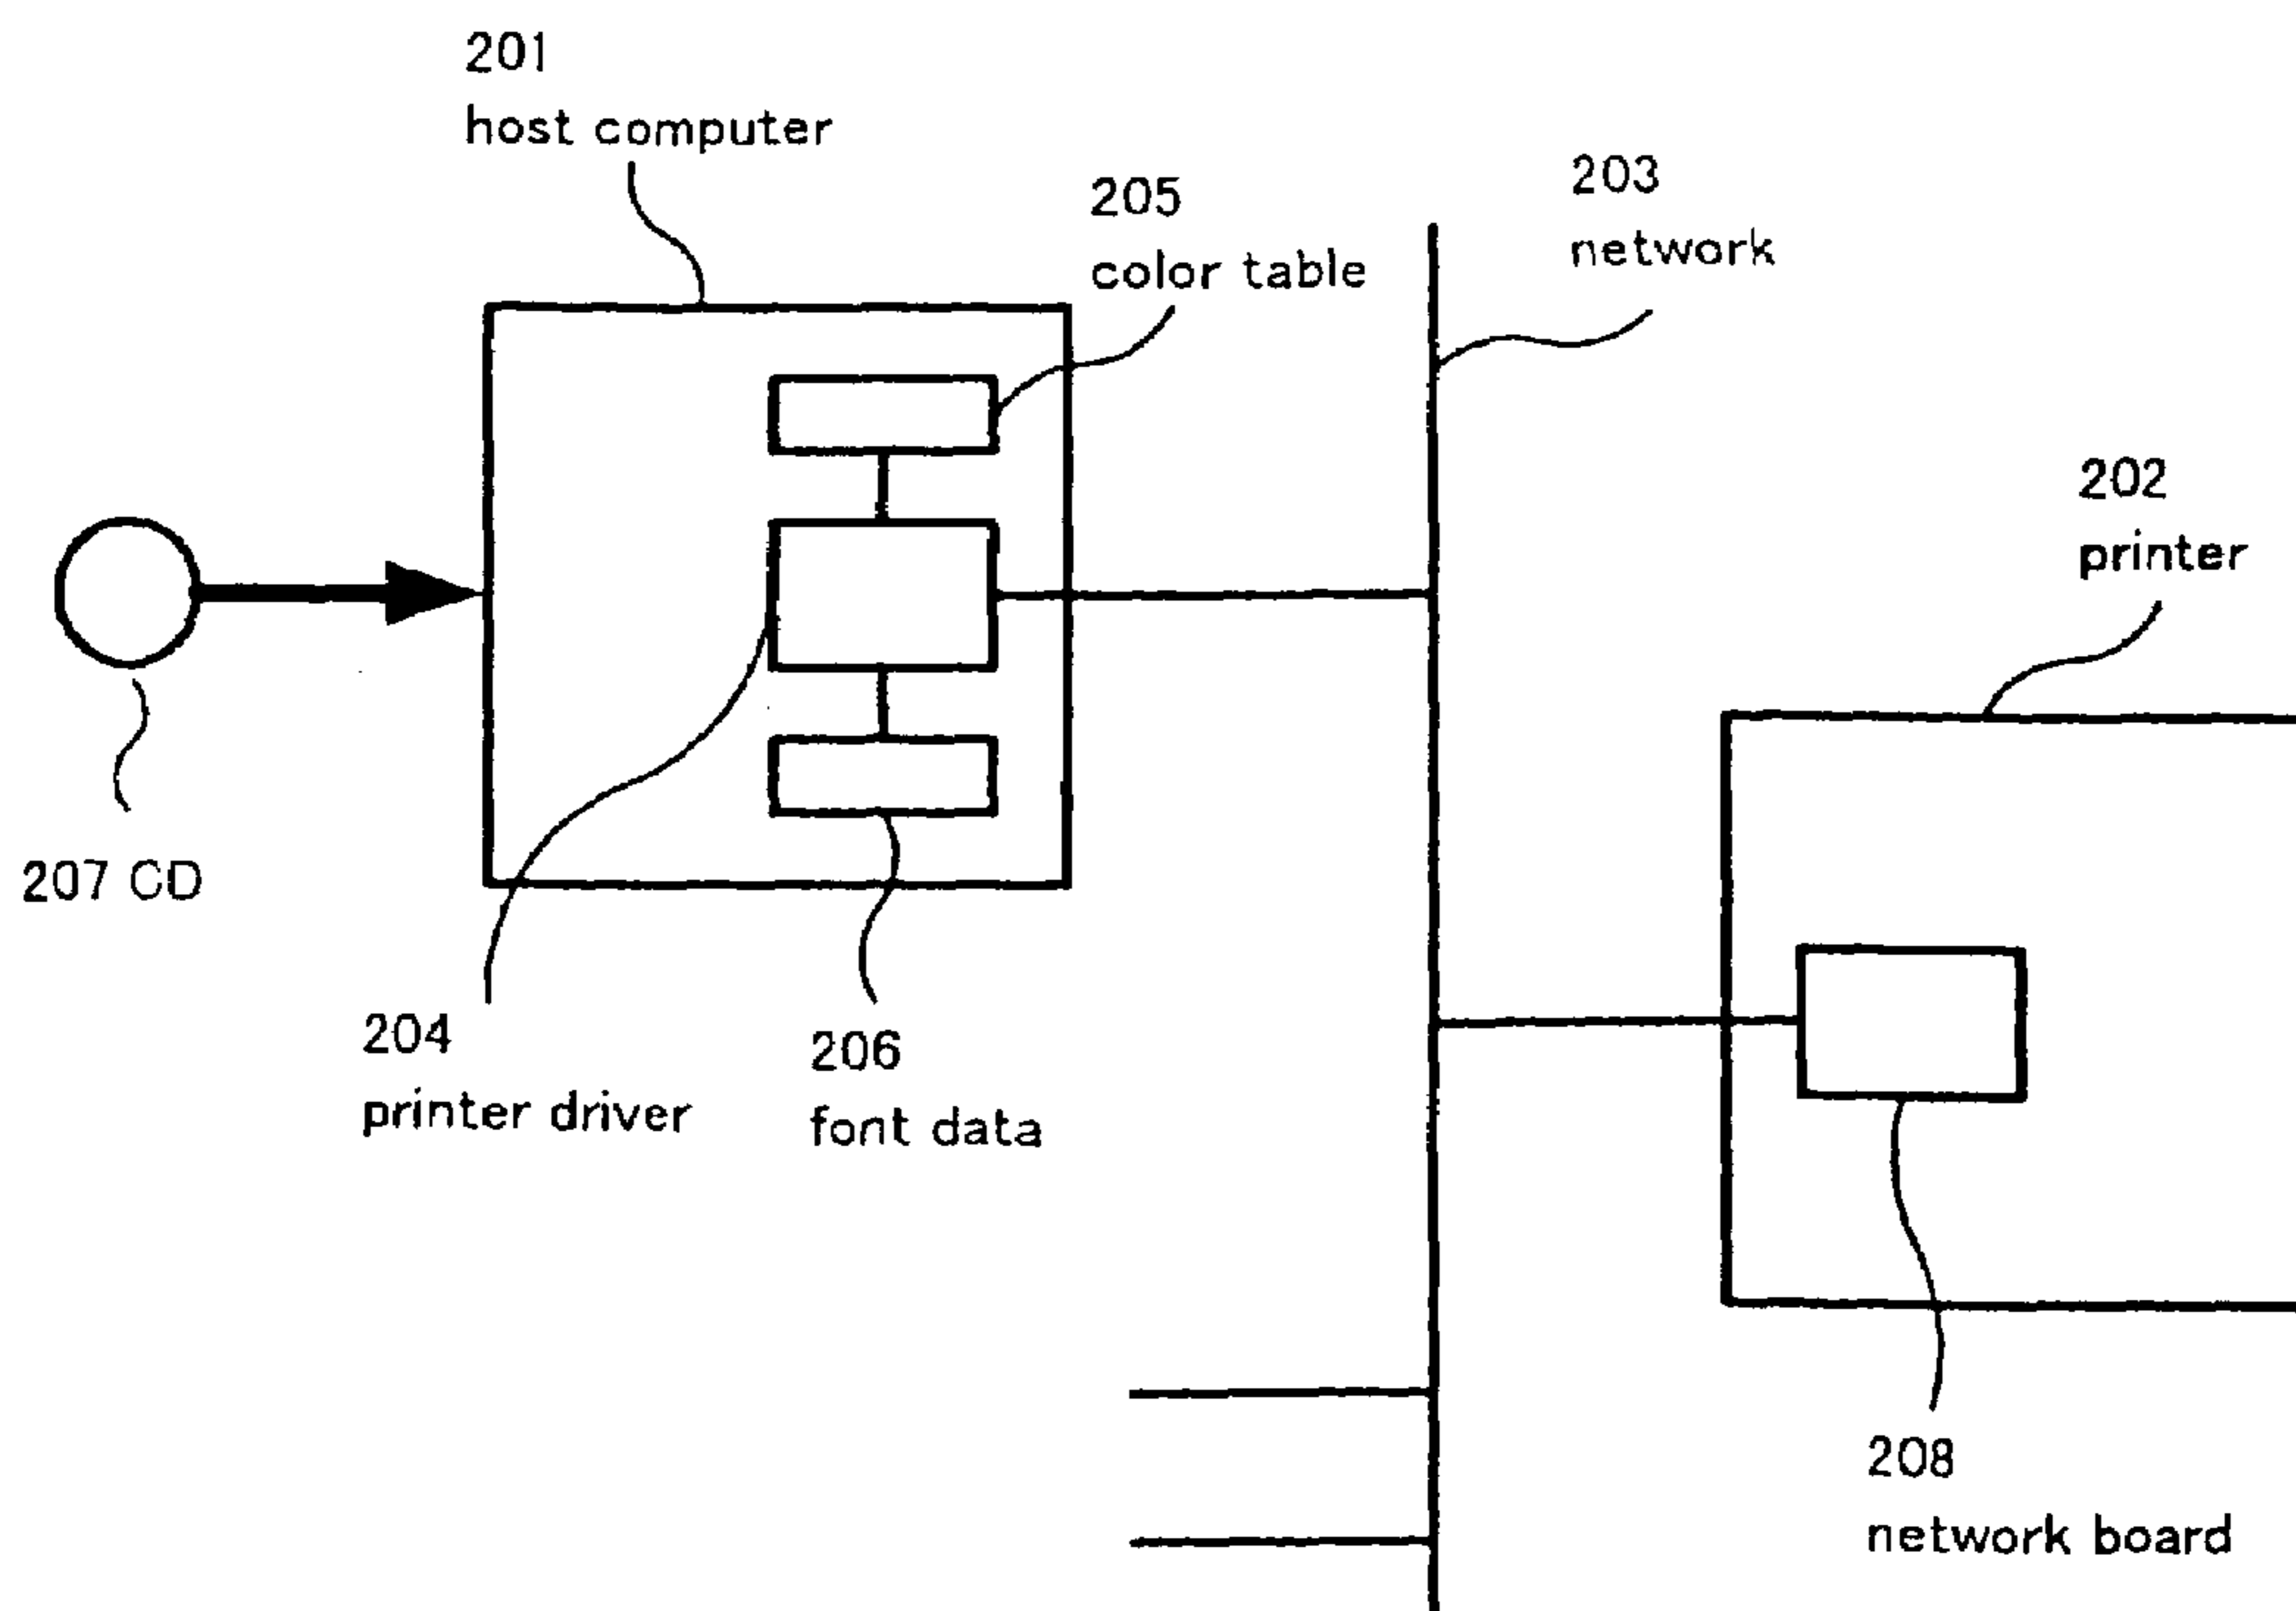 201
host computer
205
color table
203
network
202
printer
207 CD
204
printer driver
206
font data
208
network board